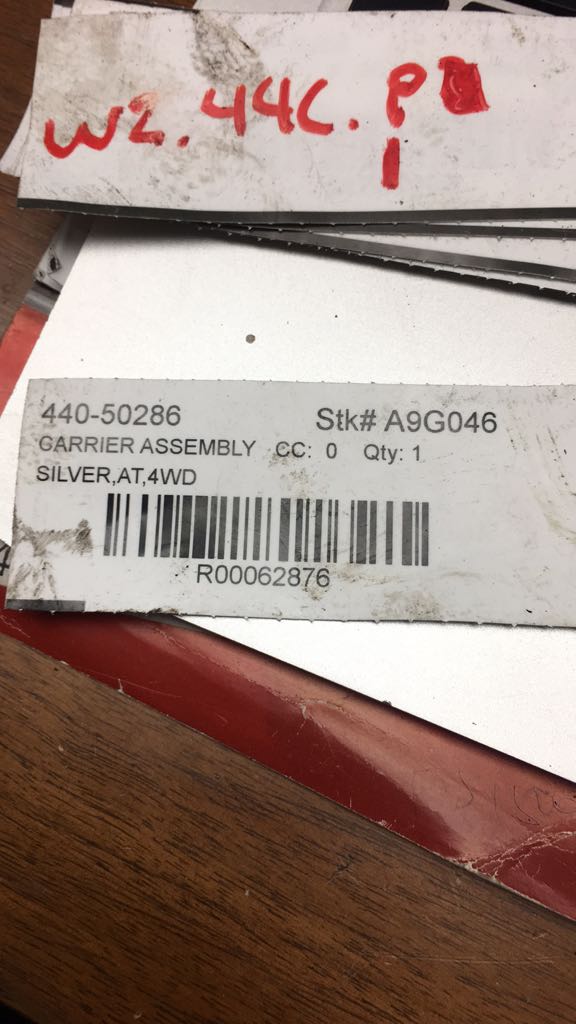 W2.44C.P
1
440-50286 Stk# A9G046
CARRIER ASSEMBLY CC: 0 Qty: 1
SILVER,AT,4WD
R00062876